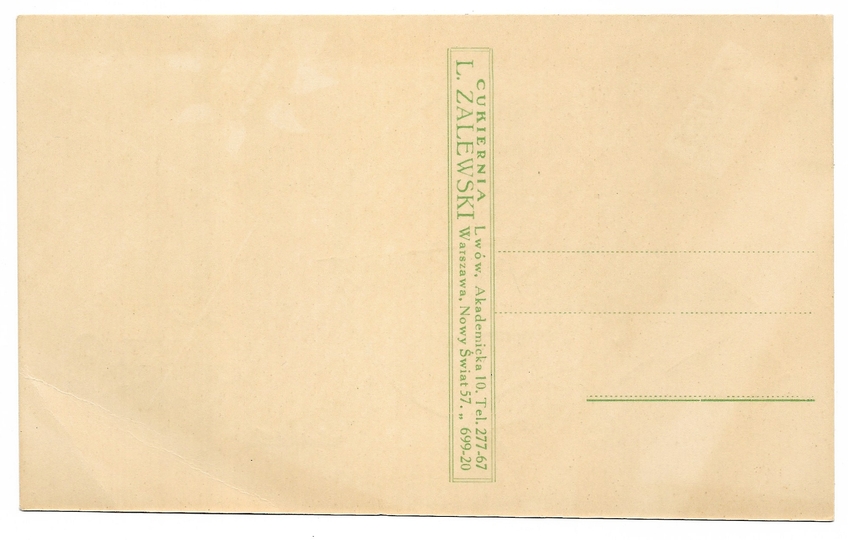 CUKIERNIA
L. ZALEWSKI
Lwów, Akademicka 10. Tel. 277-67
Warszawa, Nowy Świat 57. „ 699-20